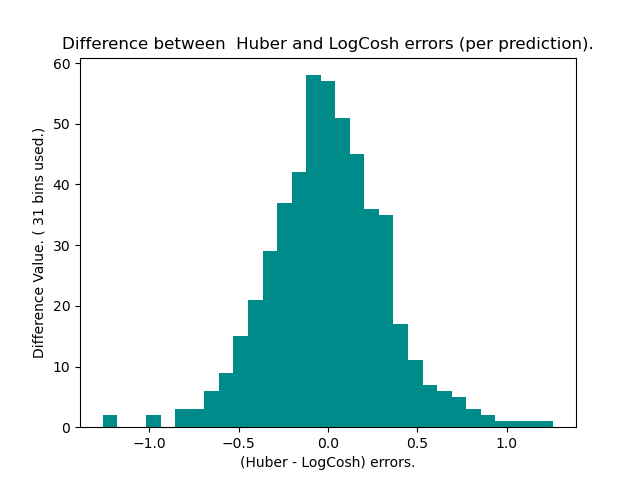 Difference between  Huber and LogCosh errors (per prediction).
60
50
40
30
20
10
0
Difference Value. ( 31 bins used.)
−1.0 −0.5 0.0 0.5 1.0
(Huber - LogCosh) errors.